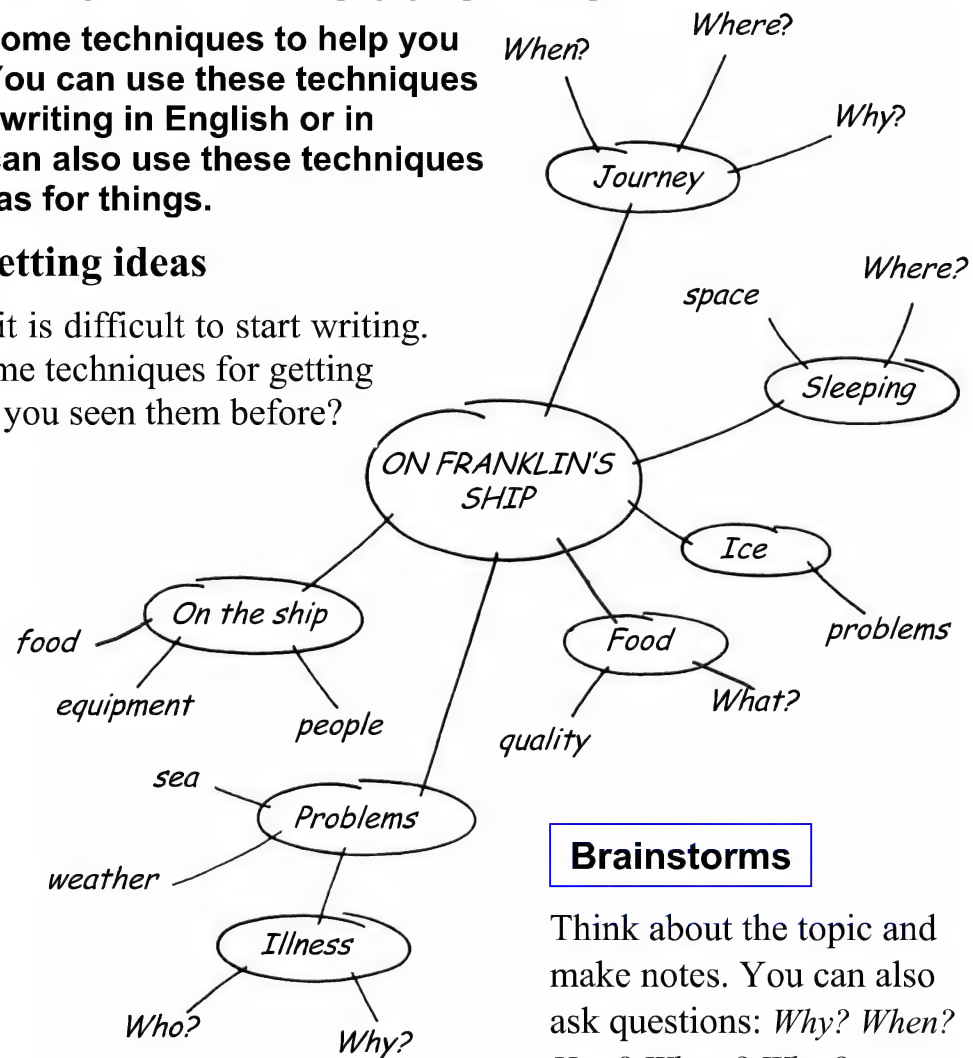 ome techniques to help you
You can use these techniques
writing in English or in
can also use these techniques
as for things.
etting ideas
it is difficult to start writing.
me techniques for getting
you seen them before?
When?
Where?
Why?
Journey
space
Where?
Sleeping
ON FRANKLIN'S
SHIP
Ice
problems
On the ship
food
equipment
people
Food
What?
quality
sea
Problems
weather
Illness
Who?
Why?
Brainstorms
Think about the topic and
make notes. You can also
ask questions: Why? When?